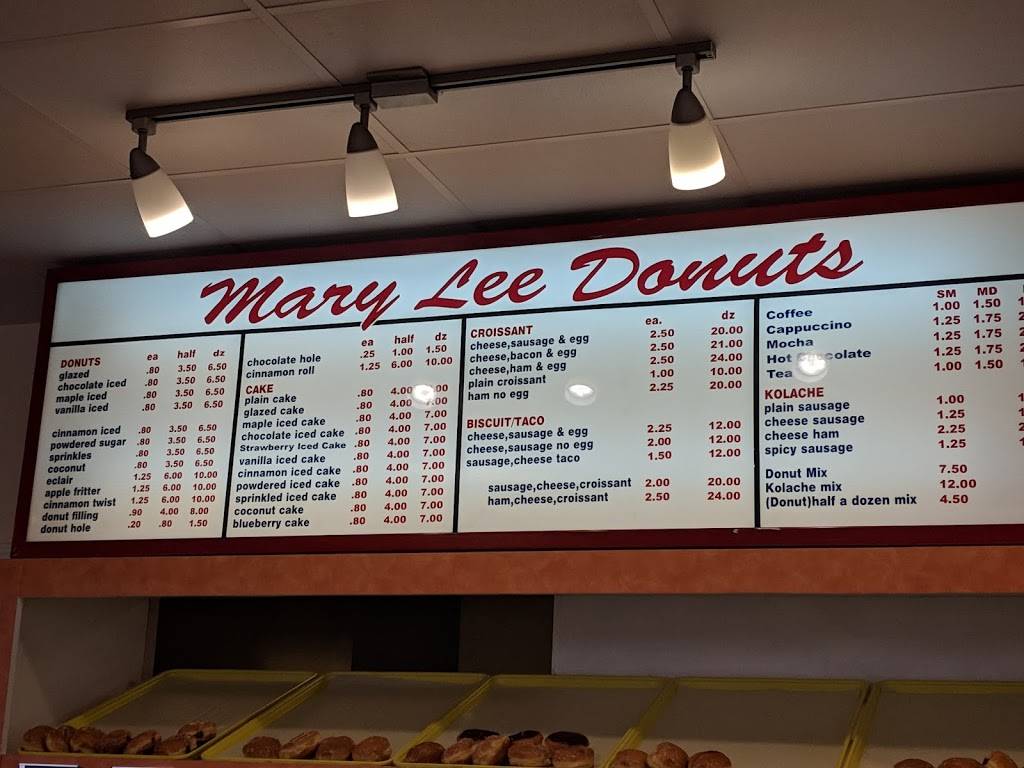 Mary Lee Donuts
DONUTS ea half dz
glazed .80 3.50 6.50
chocolate iced .80 3.50 6.50
maple iced .80 3.50 6.50
vanilla iced .80 3.50 6.50
cinnamon iced .80 3.50 6.50
powdered sugar .80 3.50 6.50
sprinkles .80 3.50 6.50
coconut .80 3.50 6.50
eclair 1.25 6.00 10.00
apple fritter 1.25 6.00 10.00
cinnamon twist 1.25 6.00 10.00
donut filling .90 4.00 8.00
donut hole .20 .80 1.50
ea half dz
chocolate hole .25 1.00 1.50
cinnamon roll 1.25 6.00 10.00
CAKE
plain cake .80 4.00
glazed cake .80 4.00 7.00
maple iced cake .80 4.00 7.00
chocolate iced cake .80 4.00 7.00
Strawberry Iced Cake .80 4.00 7.00
vanilla iced cake .80 4.00 7.00
cinnamon iced cake .80 4.00 7.00
powdered iced cake .80 4.00 7.00
sprinkled iced cake .80 4.00 7.00
coconut cake .80 4.00 7.00
blueberry cake .80 4.00 7.00
CROISSANT ea. dz
cheese,sausage & egg 2.50 20.00
cheese,bacon & egg 2.50 21.00
cheese,ham & egg 2.50 24.00
plain croissant 1.00 10.00
ham no egg 2.25 20.00
BISCUIT/TACO
cheese,sausage & egg 2.25 12.00
cheese,sausage no egg 2.00 12.00
sausage,cheese taco 1.50 12.00
sausage,cheese,croissant 2.00 20.00
ham,cheese,croissant 2.50 24.00
SM MD
Coffee 1.00 1.50
Cappuccino 1.25 1.75
Mocha 1.25 1.75
Hot Chocolate 1.25 1.75
Tea 1.00 1.50
KOLACHE
plain sausage 1.00
cheese sausage 1.25
cheese ham 2.25
spicy sausage 1.25
Donut Mix 7.50
Kolache mix 12.00
(Donut)half a dozen mix 4.50